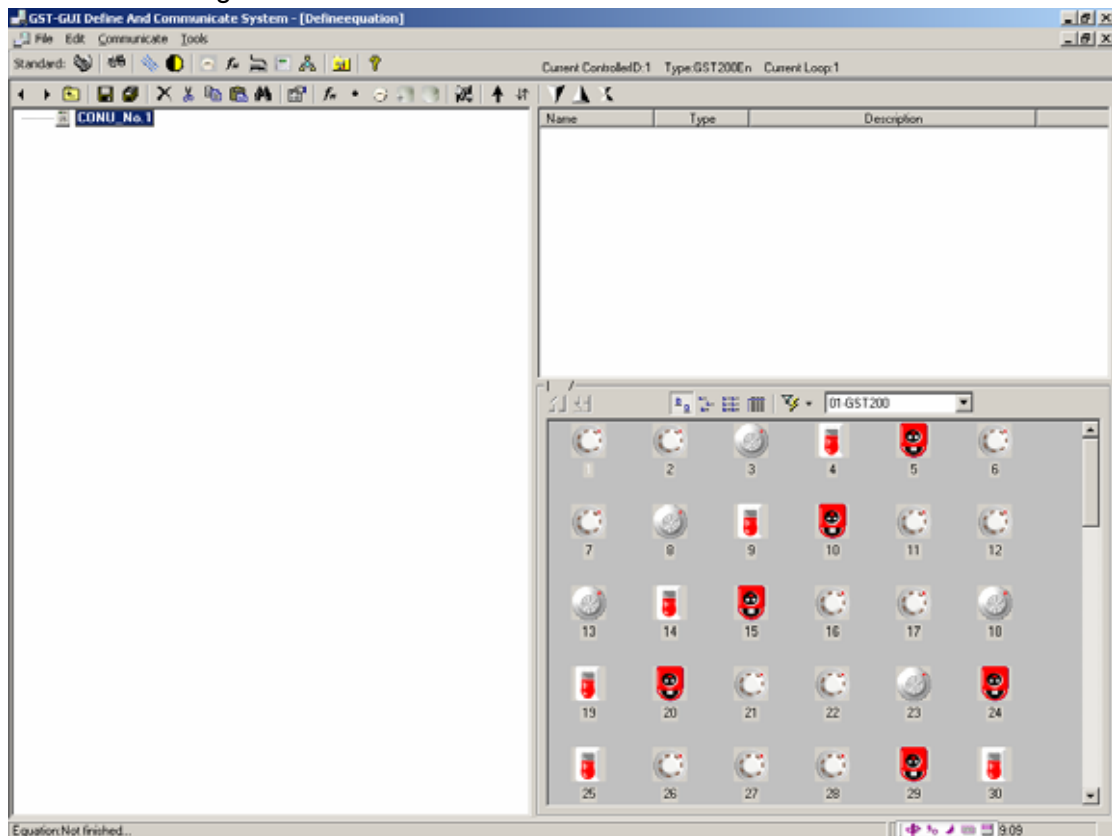 GST-GUI Define And Communicate System - [Defineequation]
File Edit Communicate Tools
Standard:
Current ControllerID:1 Type:GST200En Current Loop:1
CONU_No.1
Name Type Description
01-GST200
1 2 3 4 5 6
7 8 9 10 11 12
13 14 15 16 17 18
19 20 21 22 23 24
25 26 27 28 29 30
Equation:Not finished...
9:09